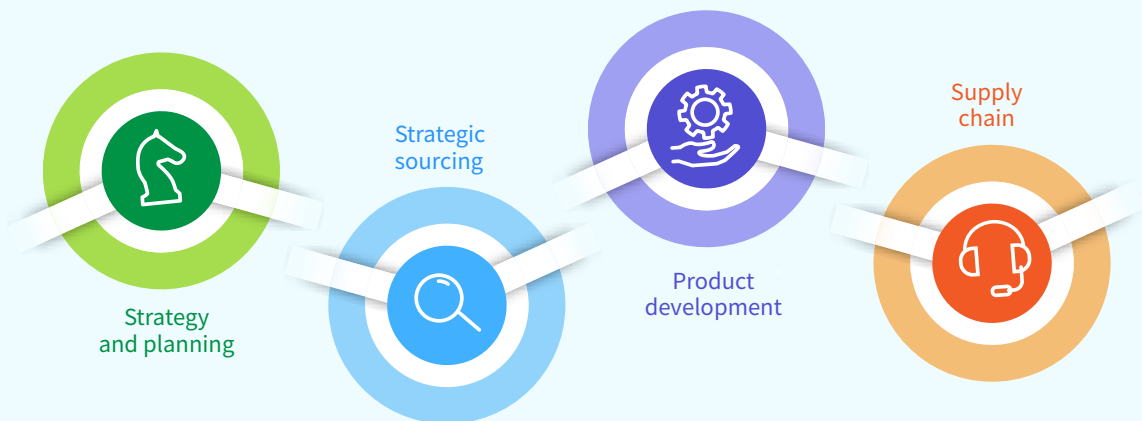 Strategy
and planning
Strategic
sourcing
Product
development
Supply
chain